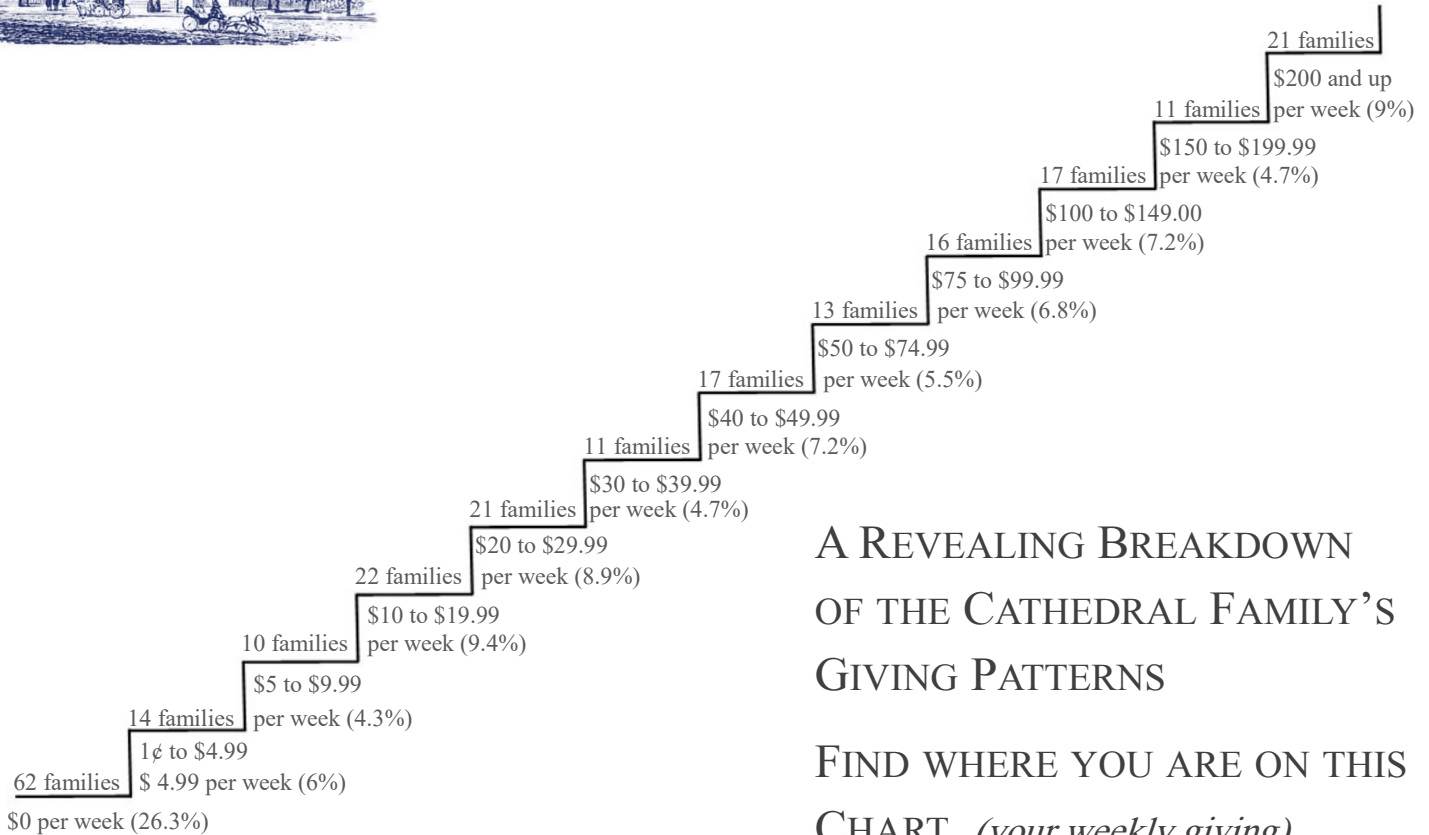 21 families
$200 and up
per week (9%)
11 families
$150 to $199.99
per week (4.7%)
17 families
$100 to $149.00
per week (7.2%)
16 families
$75 to $99.99
per week (6.8%)
13 families
$50 to $74.99
per week (5.5%)
17 families
$40 to $49.99
per week (7.2%)
11 families
$30 to $39.99
per week (4.7%)
21 families
$20 to $29.99
per week (8.9%)
22 families
$10 to $19.99
per week (9.4%)
10 families
$5 to $9.99
per week (4.3%)
14 families
1¢ to $4.99
$ 4.99 per week (6%)
62 families
$0 per week (26.3%)
A Revealing Breakdown
of the Cathedral Family’s
Giving Patterns
Find where you are on this
Chart (your weekly giving)